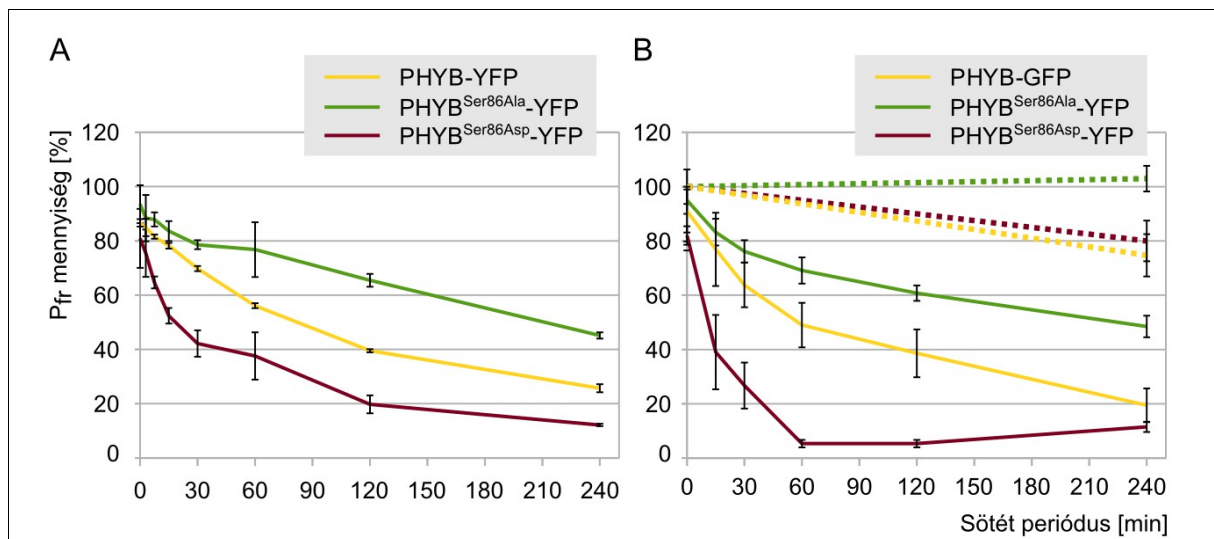 A
PHYB-YFP
PHYBSer86Ala-YFP
PHYBSer86Asp-YFP
Pfr mennyiség [%]
120
100
80
60
40
20
0
0 30 60 90 120 150 180 210 240
B
PHYB-GFP
PHYBSer86Ala-YFP
PHYBSer86Asp-YFP
120
100
80
60
40
20
0
0 30 60 90 120 150 180 210 240
Sötét periódus [min]